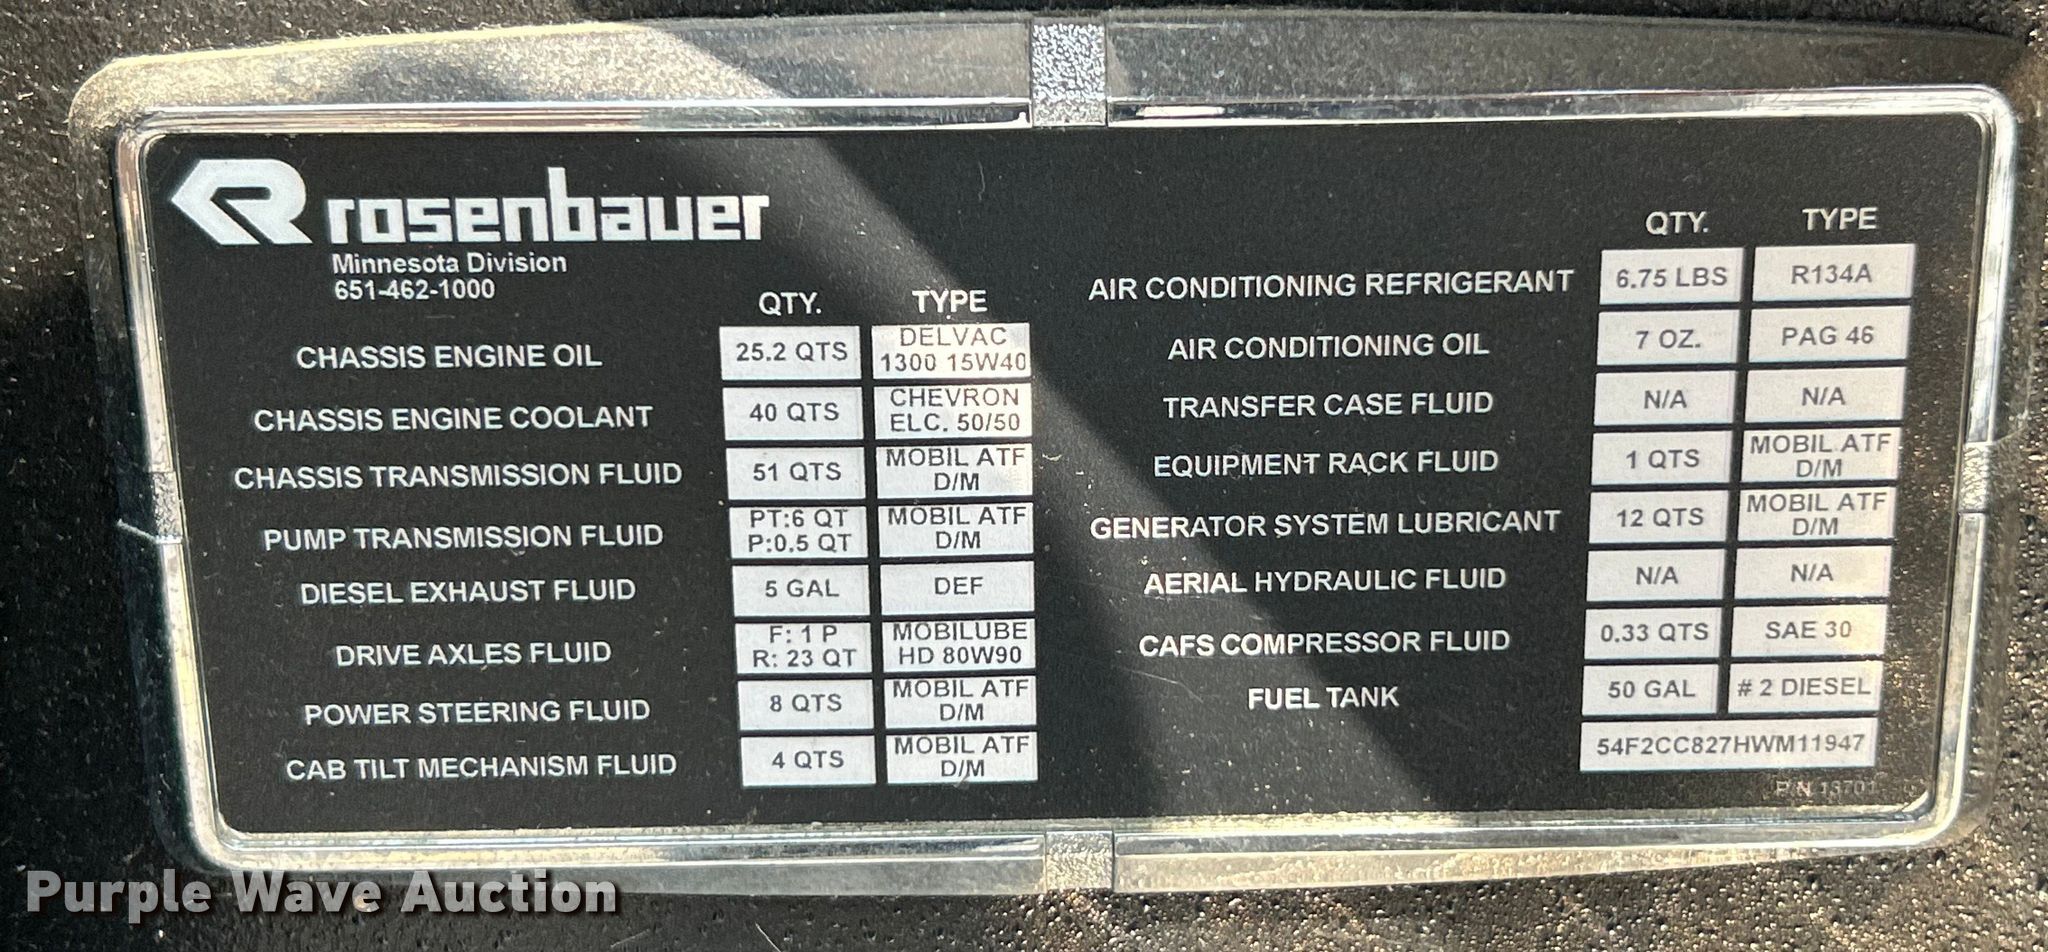 rosenbauer
Minnesota Division
651-462-1000
QTY. TYPE
CHASSIS ENGINE OIL 25.2 QTS DELVAC 1300 15W40
CHASSIS ENGINE COOLANT 40 QTS CHEVRON ELC. 50/50
CHASSIS TRANSMISSION FLUID 51 QTS MOBIL ATF D/M
PUMP TRANSMISSION FLUID PT:6 QT P:0.5 QT MOBIL ATF D/M
DIESEL EXHAUST FLUID 5 GAL DEF
DRIVE AXLES FLUID F: 1 P R: 23 QT MOBILUBE HD 80W90
POWER STEERING FLUID 8 QTS MOBIL ATF D/M
CAB TILT MECHANISM FLUID 4 QTS MOBIL ATF D/M
QTY. TYPE
AIR CONDITIONING REFRIGERANT 6.75 LBS R134A
AIR CONDITIONING OIL 7 OZ. PAG 46
TRANSFER CASE FLUID N/A N/A
EQUIPMENT RACK FLUID 1 QTS MOBIL ATF D/M
GENERATOR SYSTEM LUBRICANT 12 QTS MOBIL ATF D/M
AERIAL HYDRAULIC FLUID N/A N/A
CAFS COMPRESSOR FLUID 0.33 QTS SAE 30
FUEL TANK 50 GAL # 2 DIESEL
54F2CC827HWM11947
P/N 13701
Purple Wave Auction